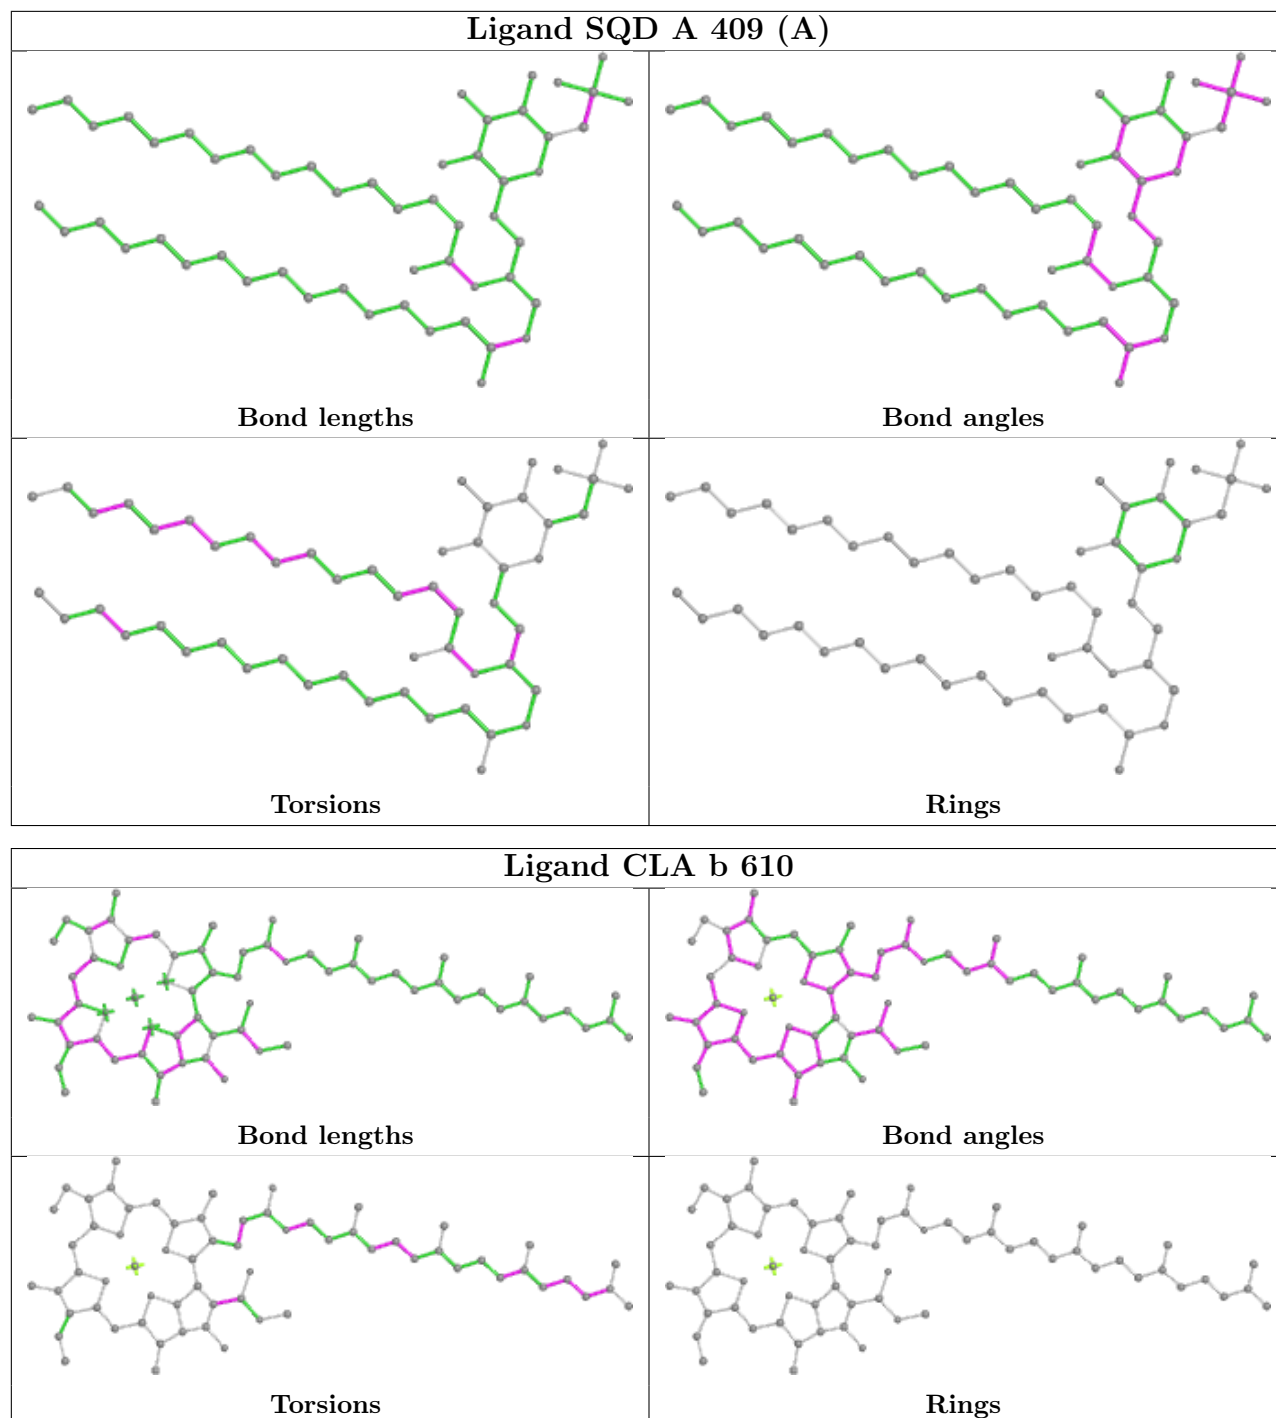 Ligand SQD A 409 (A)
Bond lengths
Bond angles
Torsions
Rings
Ligand CLA b 610
Bond lengths
Bond angles
Torsions
Rings